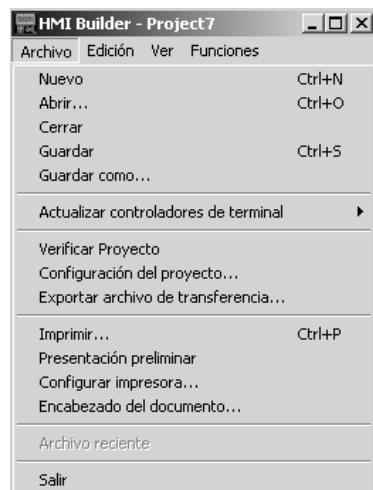 HMI Builder - Project7
Archivo Edición Ver Funciones
Nuevo Ctrl+N
Abrir... Ctrl+O
Cerrar
Guardar Ctrl+S
Guardar como...
Actualizar controladores de terminal
Verificar Proyecto
Configuración del proyecto...
Exportar archivo de transferencia...
Imprimir... Ctrl+P
Presentación preliminar
Configurar impresora...
Encabezado del documento...
Archivo reciente
Salir